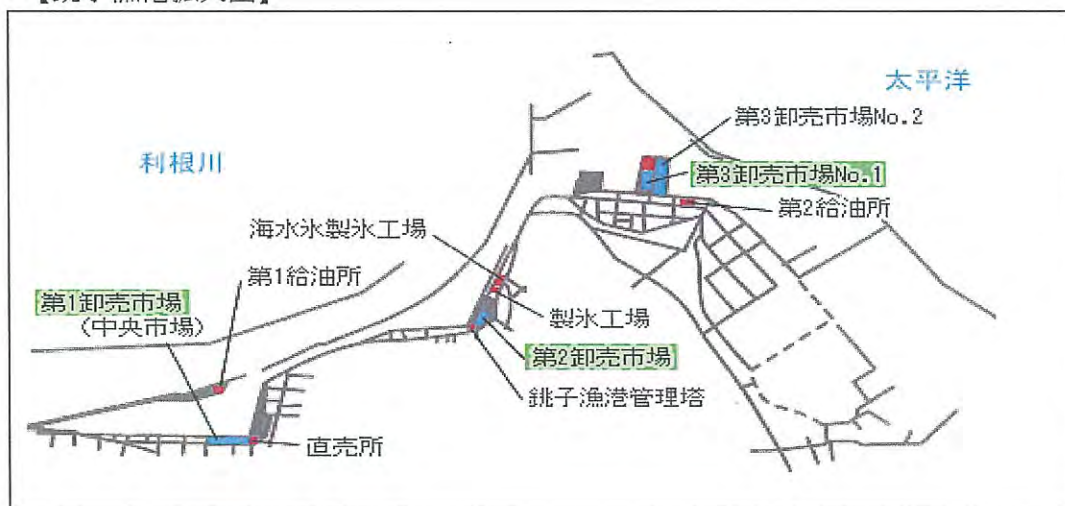 太平洋
第3卸売市場No.2
利根川
第3卸売市場No.1
第2給油所
海水氷製氷工場
第1給油所
第1卸売市場
(中央市場)
製氷工場
第2卸売市場
銚子漁港管理塔
直売所